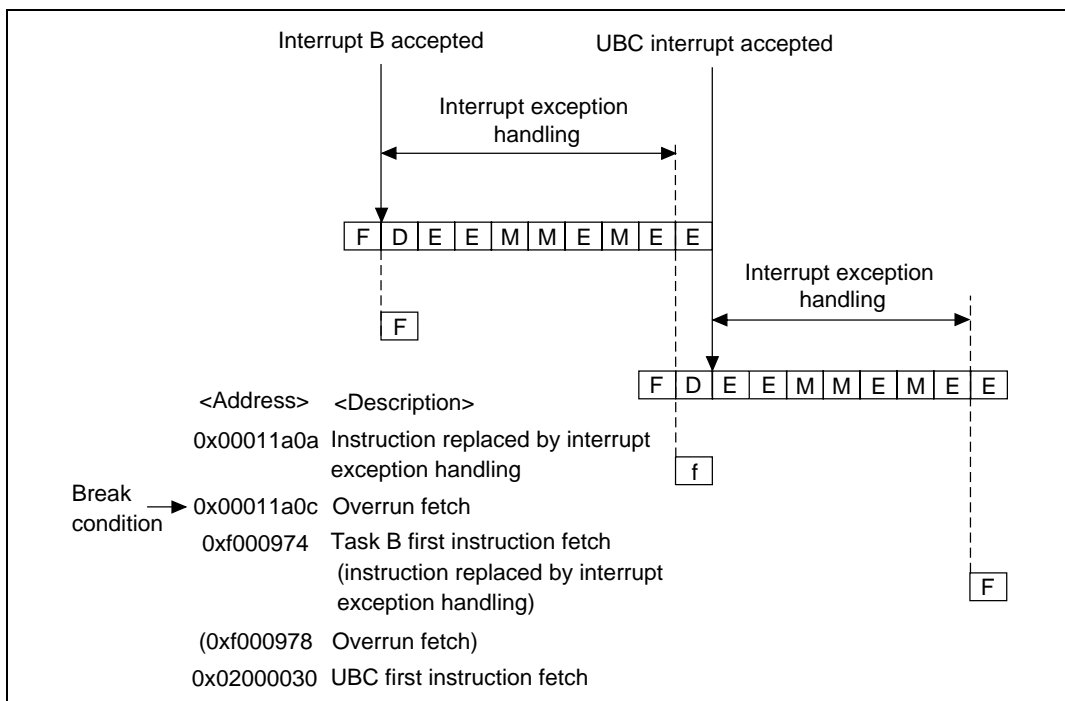 Interrupt B accepted
UBC interrupt accepted
Interrupt exception
handling
F D E E M M E M E E
Interrupt exception
handling
F
F D E E M M E M E E
<Address> <Description>
0x00011a0a Instruction replaced by interrupt
exception handling
f
Break
condition
0x00011a0c Overrun fetch
0xf000974 Task B first instruction fetch
(instruction replaced by interrupt
exception handling)
F
(0xf000978 Overrun fetch)
0x02000030 UBC first instruction fetch